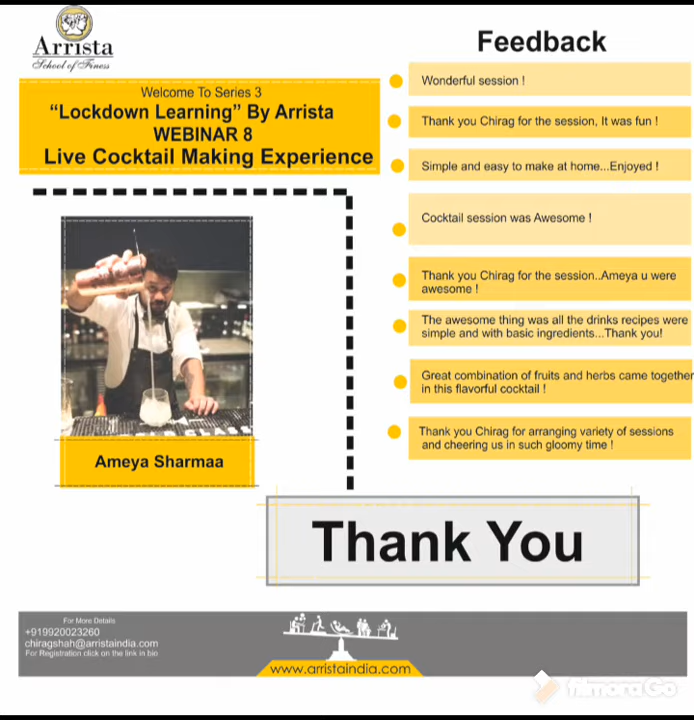 Arrista
School of Finess
Welcome To Series 3
“Lockdown Learning” By Arrista
WEBINAR 8
Live Cocktail Making Experience
Ameya Sharmaa
Feedback
Wonderful session !
Thank you Chirag for the session, It was fun !
Simple and easy to make at home...Enjoyed !
Cocktail session was Awesome !
Thank you Chirag for the session..Ameya u were
awesome !
The awesome thing was all the drinks recipes were
simple and with basic ingredients...Thank you!
Great combination of fruits and herbs came together
in this flavorful cocktail !
Thank you Chirag for arranging variety of sessions
and cheering us in such gloomy time !
Thank You
For More Details
+919920023260
chiragshah@arristaindia.com
For Registration click on the link in bio
www.arristaindia.com
filmoraGo